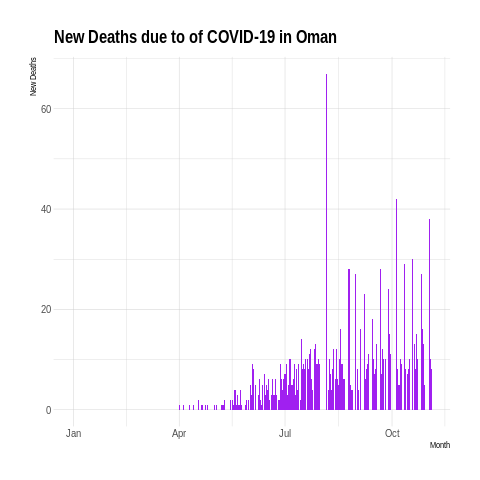 New Deaths due to of COVID-19 in Oman
New Deaths
60
40
20
0
Jan Apr Jul Oct
Month